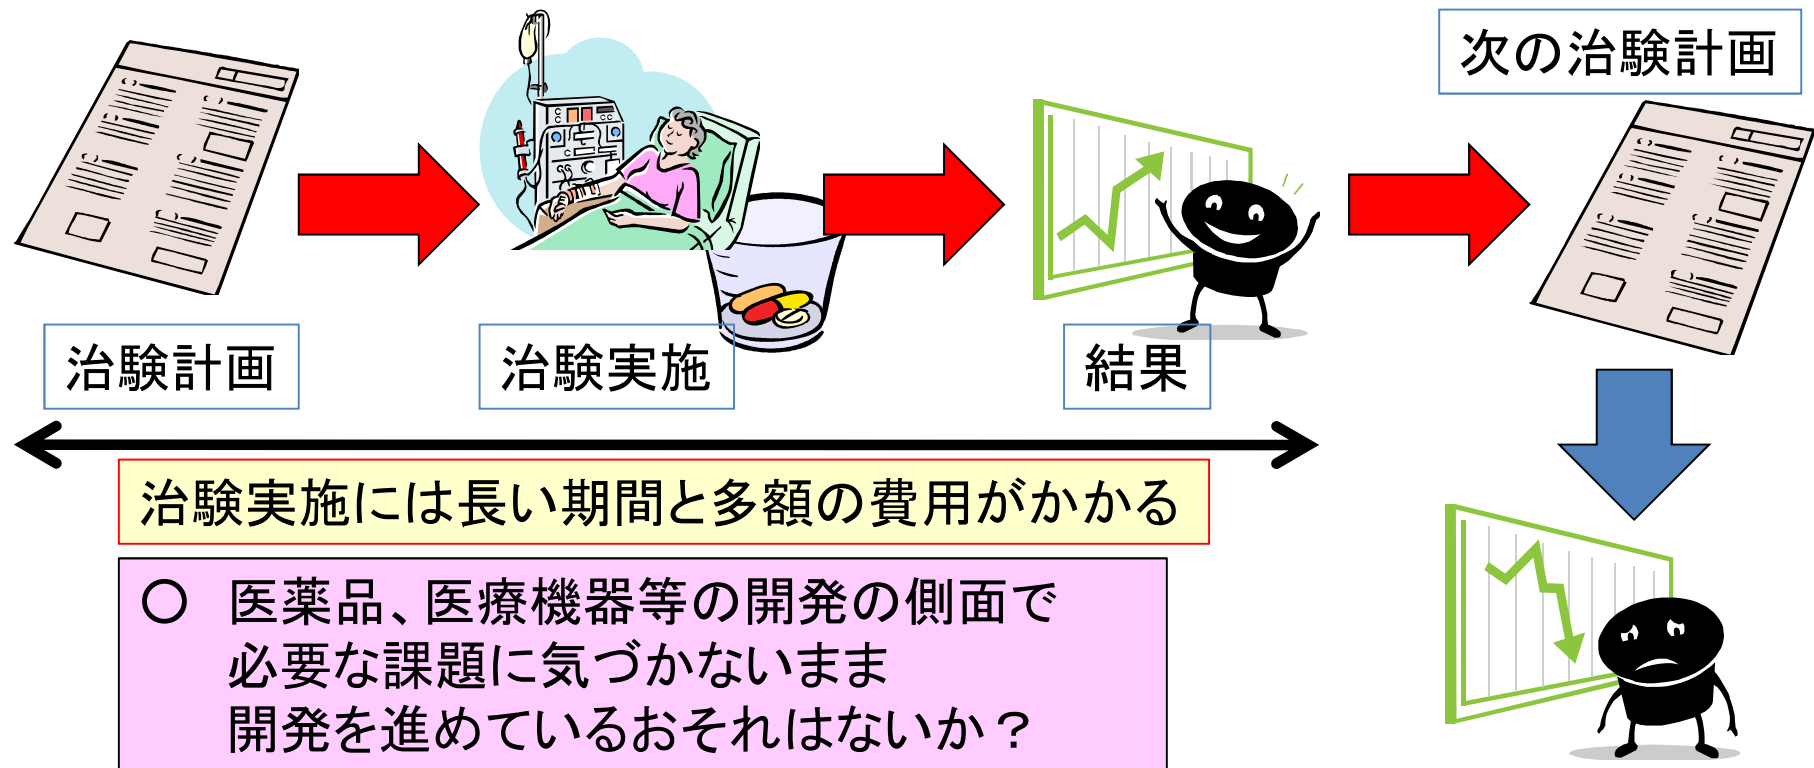 次の治験計画
治験計画
治験実施
結果
治験実施には長い期間と多額の費用がかかる
○ 医薬品、医療機器等の開発の側面で
必要な課題に気づかないまま
開発を進めているおそれはないか？